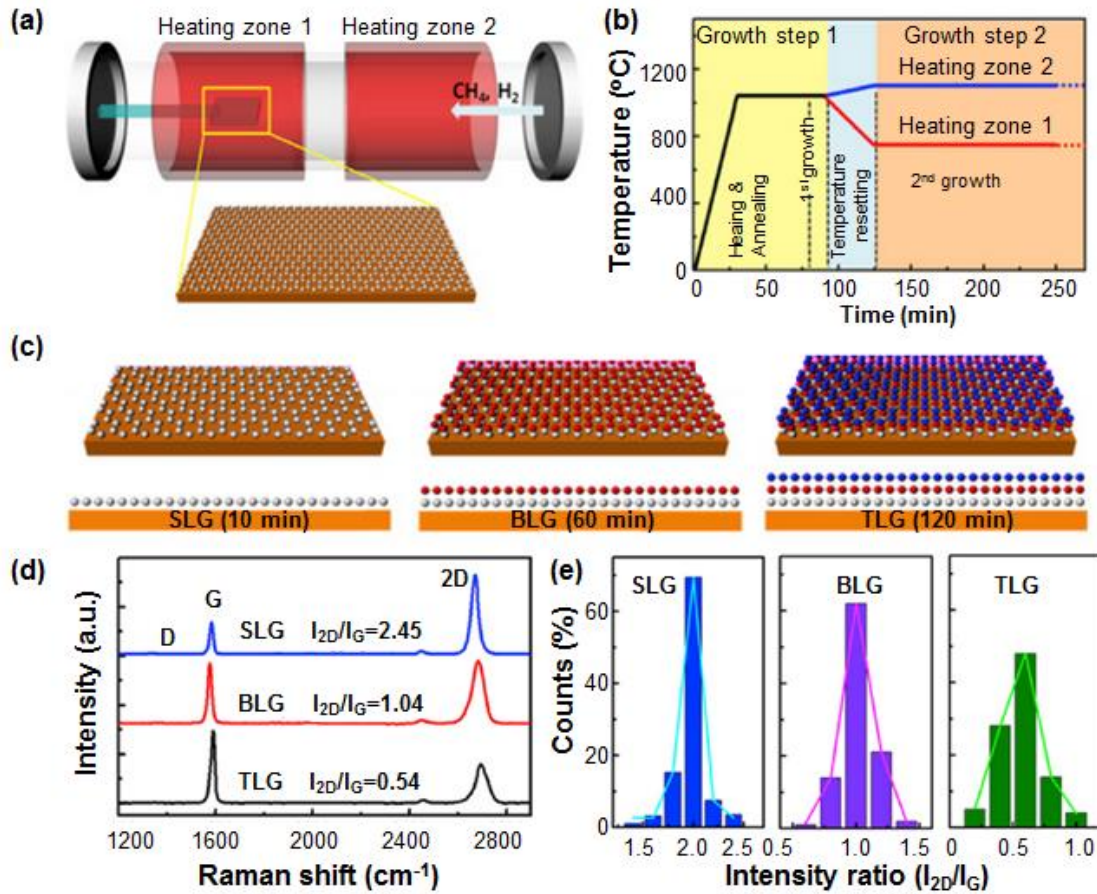 (a)
Heating zone 1
Heating zone 2
CH₄, H₂
(b)
Growth step 1
Growth step 2
Heating zone 2
Heating zone 1
2nd growth
Heaing &
Annealing
1st growth
Temperature
resetting
Temperature (ºC)
1200
800
400
0
0 50 100 150 200 250
Time (min)
(c)
SLG (10 min)
BLG (60 min)
TLG (120 min)
(d)
D
G
2D
SLG I2D/IG=2.45
BLG I2D/IG=1.04
TLG I2D/IG=0.54
Intensity (a.u.)
1200 1600 2000 2400 2800
Raman shift (cm⁻¹)
(e)
SLG
BLG
TLG
Counts (%)
60
40
20
0
1.5 2.0 2.5
0.5 1.0 1.5
0.0 0.5 1.0
Intensity ratio (I2D/IG)